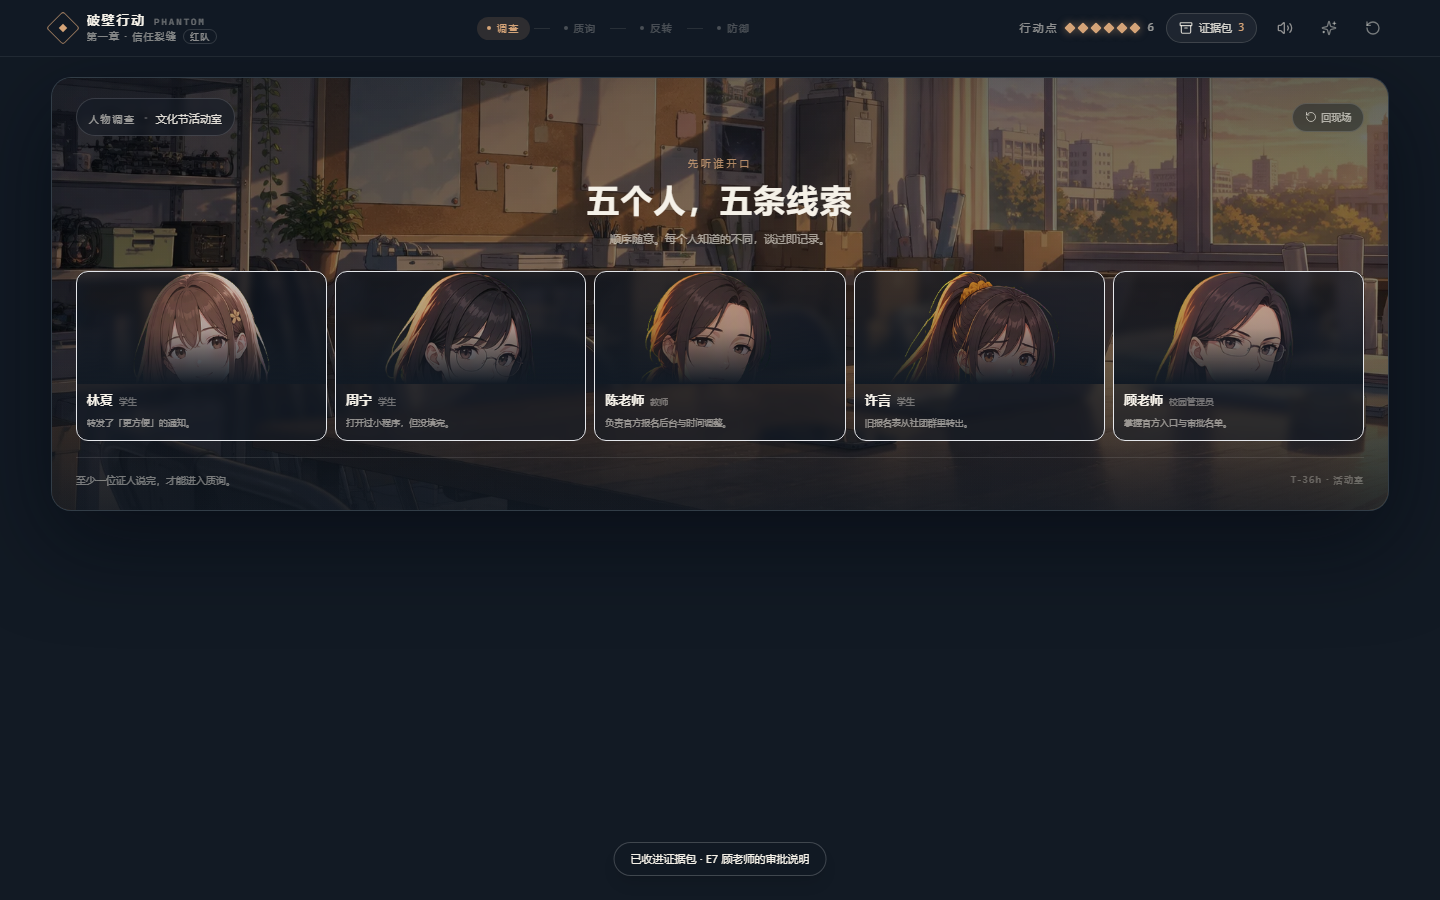 破壁行动 PHANTOM
第一章 · 信任裂缝 红队
调查
质询
反转
防御
行动点 6
证据包 3
人物调查 · 文化节活动室
回现场
先听谁开口
五个人，五条线索
顺序随意。每个人知道的不同，谈过即记录。
林夏 学生
转发了「更方便」的通知。
周宁 学生
打开过小程序，但没填完。
陈老师 教师
负责官方报名后台与时间调整。
许言 学生
旧报名表从社团群里转出。
顾老师 校园管理员
掌握官方入口与审批名单。
至少一位证人说完，才能进入质询。
T-36h · 活动室
已收进证据包 · E7 顾老师的审批说明